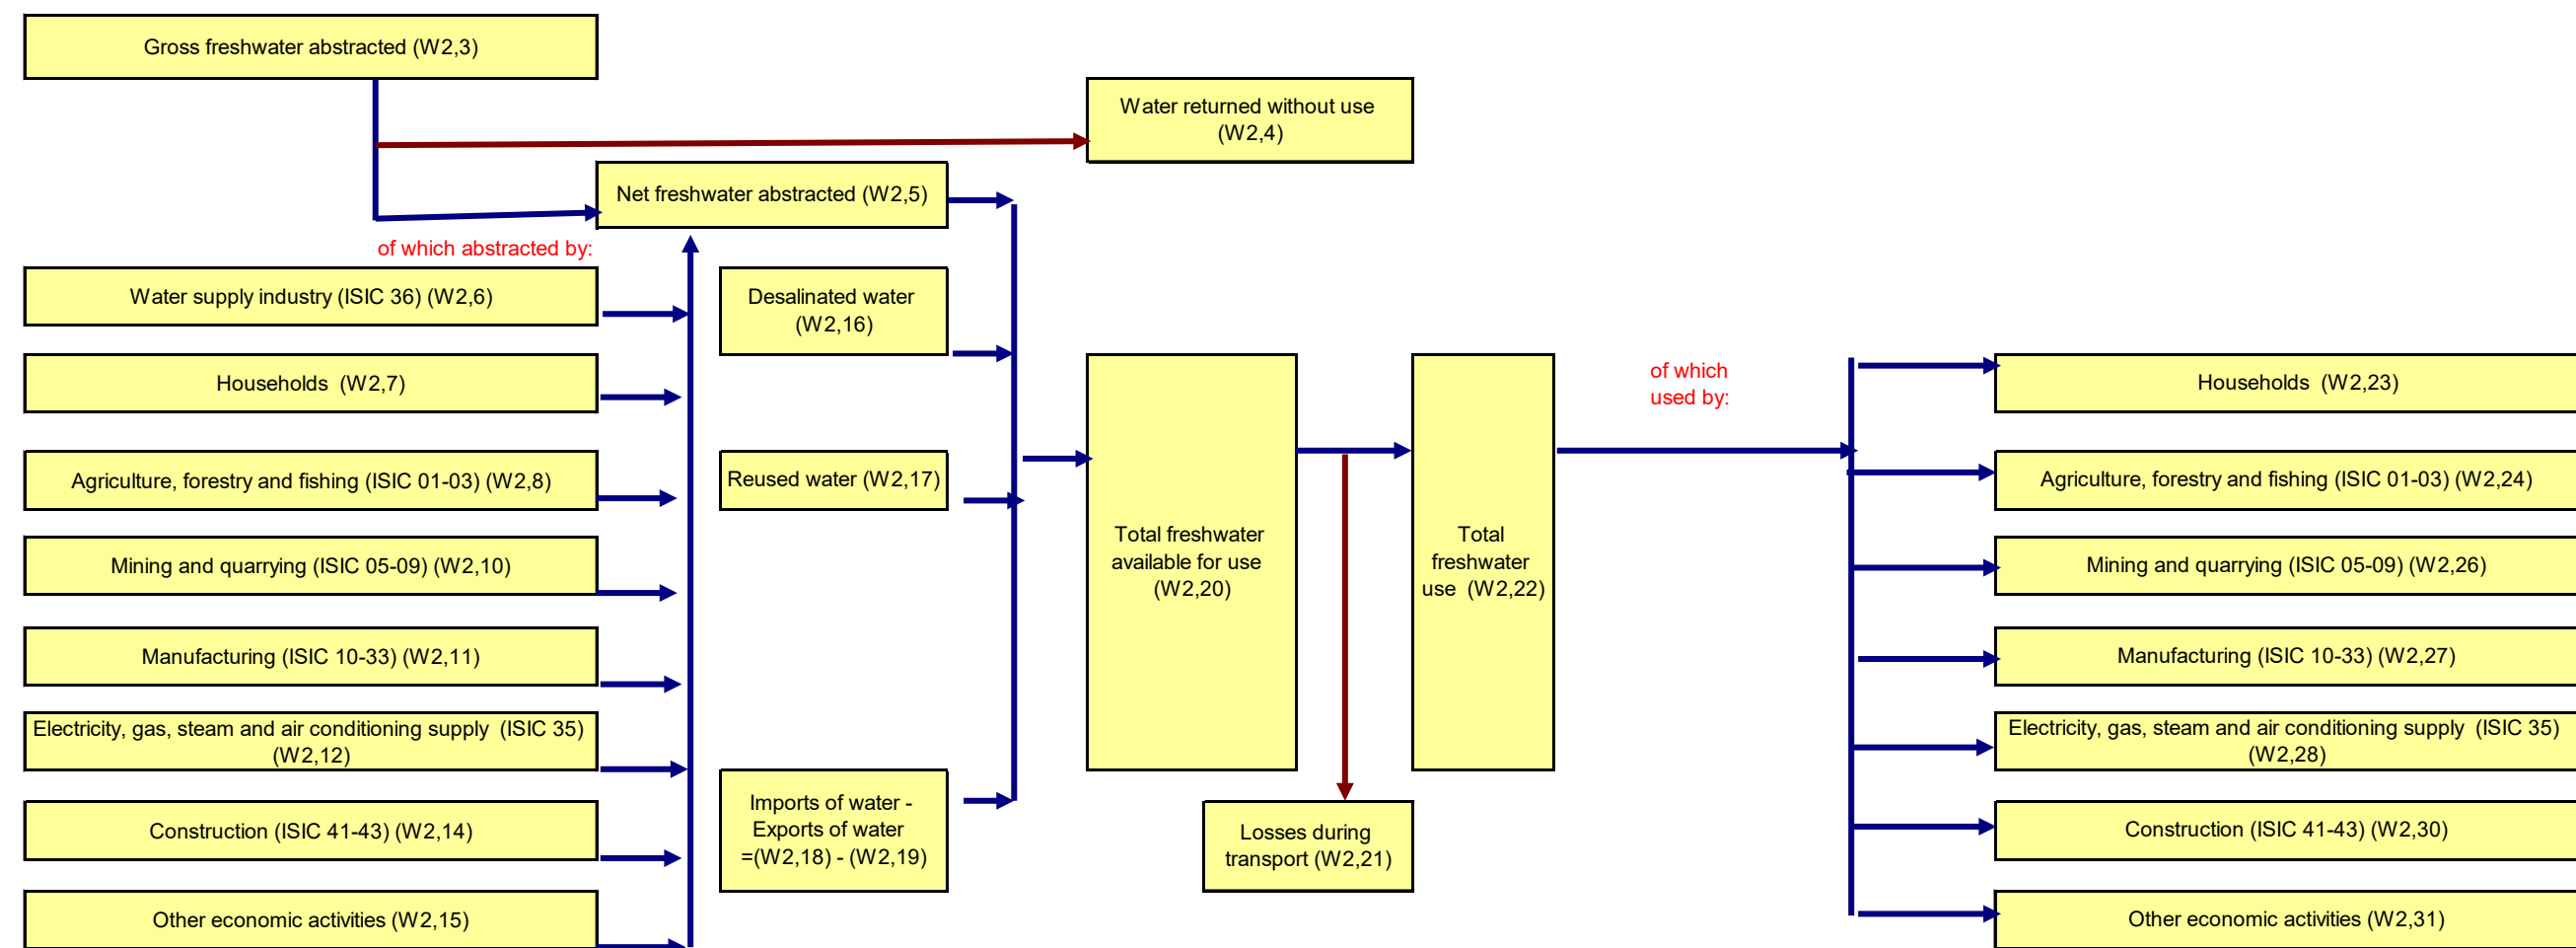 Gross freshwater abstracted (W2,3)
Water returned without use
(W2,4)
Net freshwater abstracted (W2,5)
of which abstracted by:
Water supply industry (ISIC 36) (W2,6)
Households  (W2,7)
Agriculture, forestry and fishing (ISIC 01-03) (W2,8)
Mining and quarrying (ISIC 05-09) (W2,10)
Manufacturing (ISIC 10-33) (W2,11)
Electricity, gas, steam and air conditioning supply  (ISIC 35)
(W2,12)
Construction (ISIC 41-43) (W2,14)
Other economic activities (W2,15)
Desalinated water
(W2,16)
Reused water (W2,17)
Imports of water -
Exports of water
=(W2,18) - (W2,19)
Total freshwater
available for use
(W2,20)
Losses during
transport (W2,21)
Total
freshwater
use  (W2,22)
of which
used by:
Households  (W2,23)
Agriculture, forestry and fishing (ISIC 01-03) (W2,24)
Mining and quarrying (ISIC 05-09) (W2,26)
Manufacturing (ISIC 10-33) (W2,27)
Electricity, gas, steam and air conditioning supply  (ISIC 35)
(W2,28)
Construction (ISIC 41-43) (W2,30)
Other economic activities (W2,31)